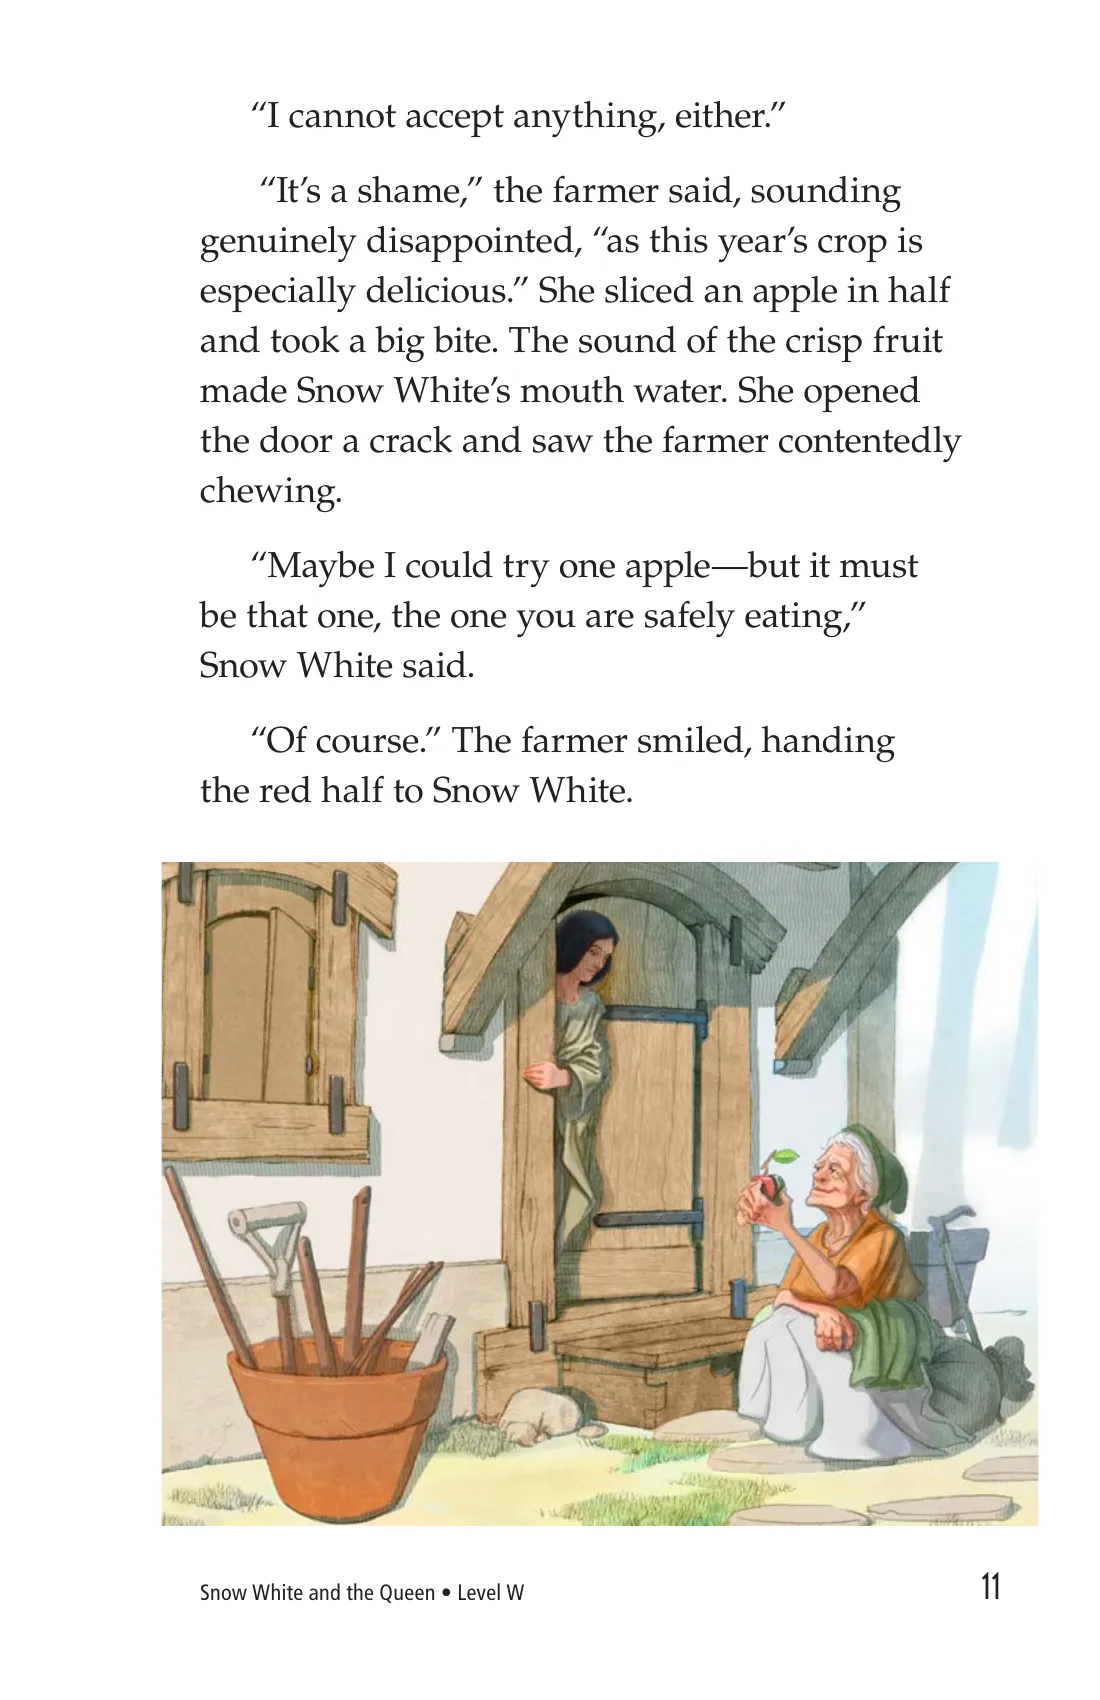 “I cannot accept anything, either.”
“It’s a shame,” the farmer said, sounding
genuinely disappointed, “as this year’s crop is
especially delicious.” She sliced an apple in half
and took a big bite. The sound of the crisp fruit
made Snow White’s mouth water. She opened
the door a crack and saw the farmer contentedly
chewing.
“Maybe I could try one apple—but it must
be that one, the one you are safely eating,”
Snow White said.
“Of course.” The farmer smiled, handing
the red half to Snow White.
Snow White and the Queen • Level W
11